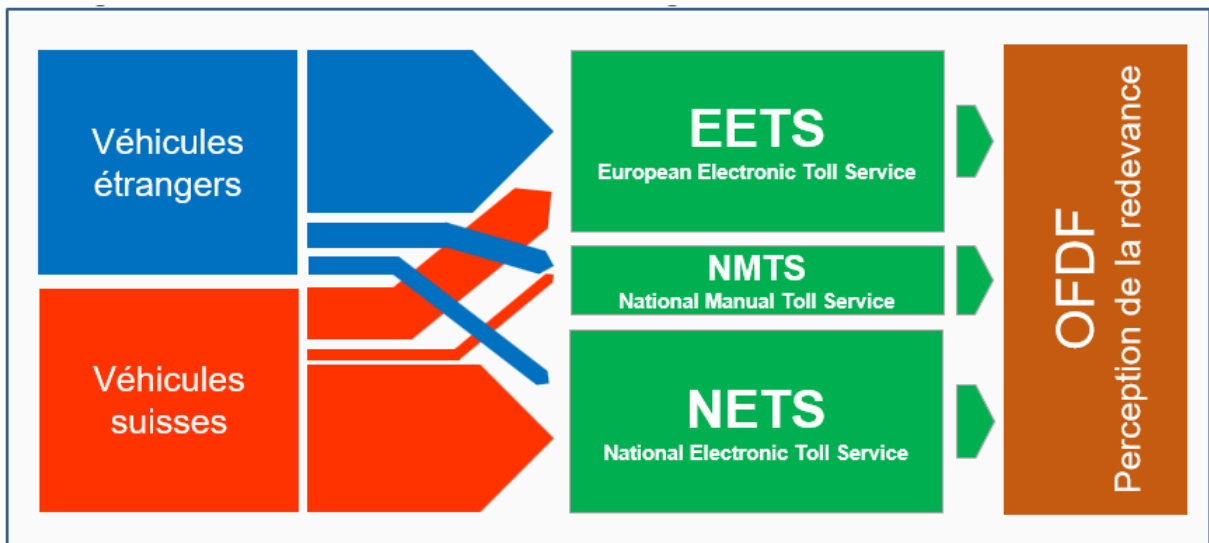 Véhicules
étrangers
Véhicules
suisses
EETS
European Electronic Toll Service
NMTS
National Manual Toll Service
NETS
National Electronic Toll Service
OFDF
Perception de la redevance